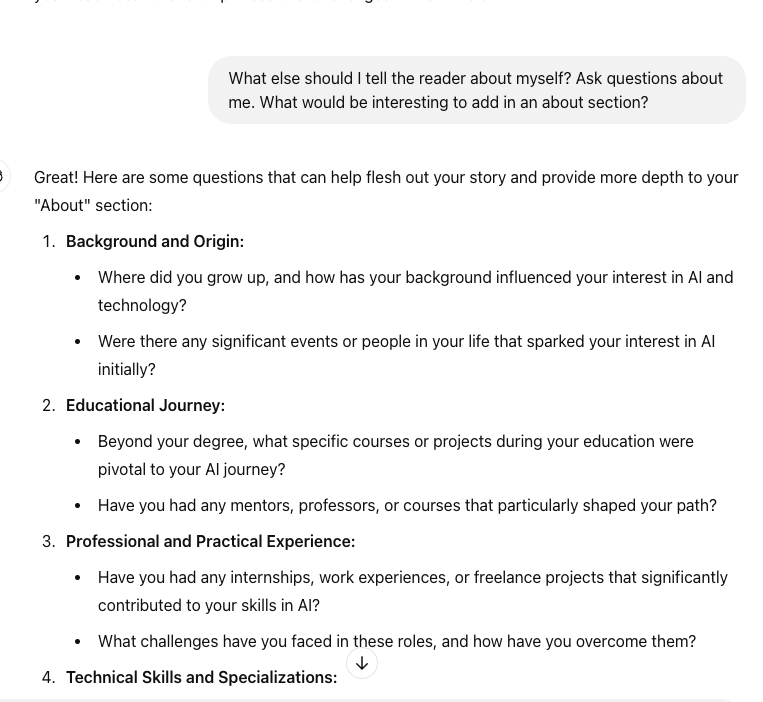 What else should I tell the reader about myself? Ask questions about
me. What would be interesting to add in an about section?
Great! Here are some questions that can help flesh out your story and provide more depth to your
"About" section:
1. Background and Origin:
• Where did you grow up, and how has your background influenced your interest in AI and
technology?
• Were there any significant events or people in your life that sparked your interest in AI
initially?
2. Educational Journey:
• Beyond your degree, what specific courses or projects during your education were
pivotal to your AI journey?
• Have you had any mentors, professors, or courses that particularly shaped your path?
3. Professional and Practical Experience:
• Have you had any internships, work experiences, or freelance projects that significantly
contributed to your skills in AI?
• What challenges have you faced in these roles, and how have you overcome them?
4. Technical Skills and Specializations: